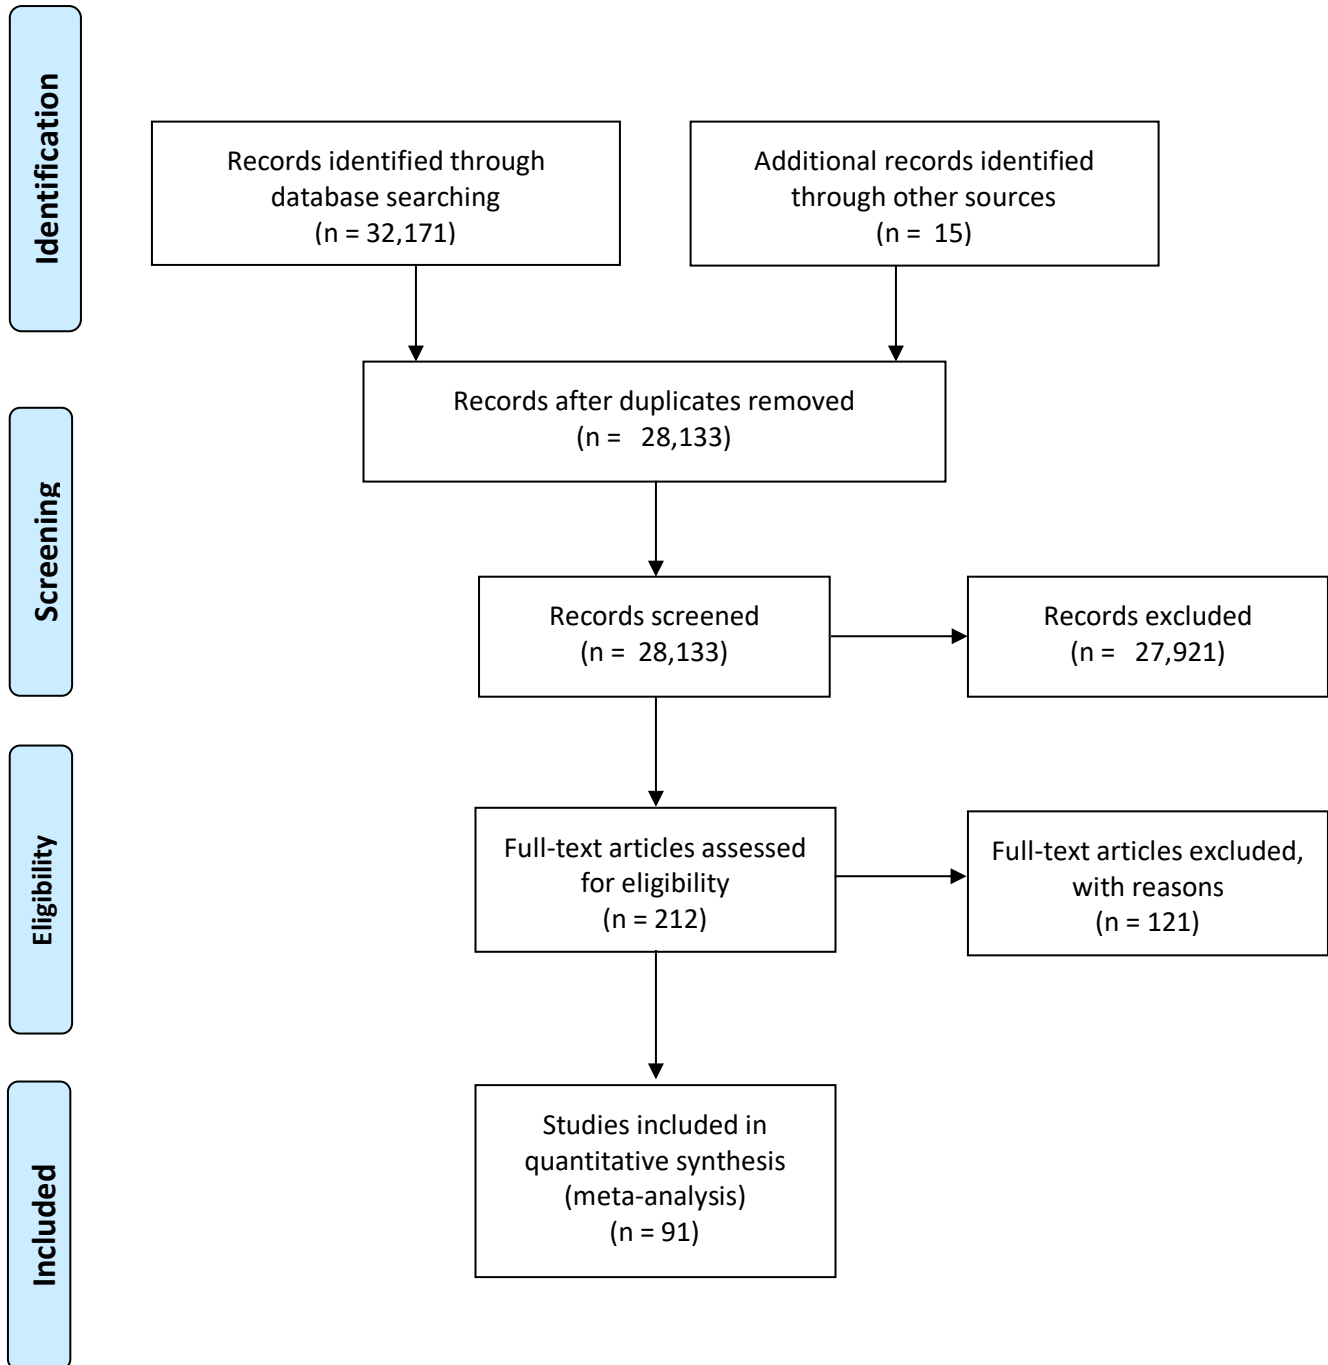 Identification
Records identified through
database searching
(n = 32,171)
Additional records identified
through other sources
(n =  15)
Records after duplicates removed
(n =   28,133)
Screening
Records screened
(n =  28,133)
Records excluded
(n =   27,921)
Eligibility
Full-text articles assessed
for eligibility
(n = 212)
Full-text articles excluded,
with reasons
(n = 121)
Included
Studies included in
quantitative synthesis
(meta-analysis)
(n = 91)